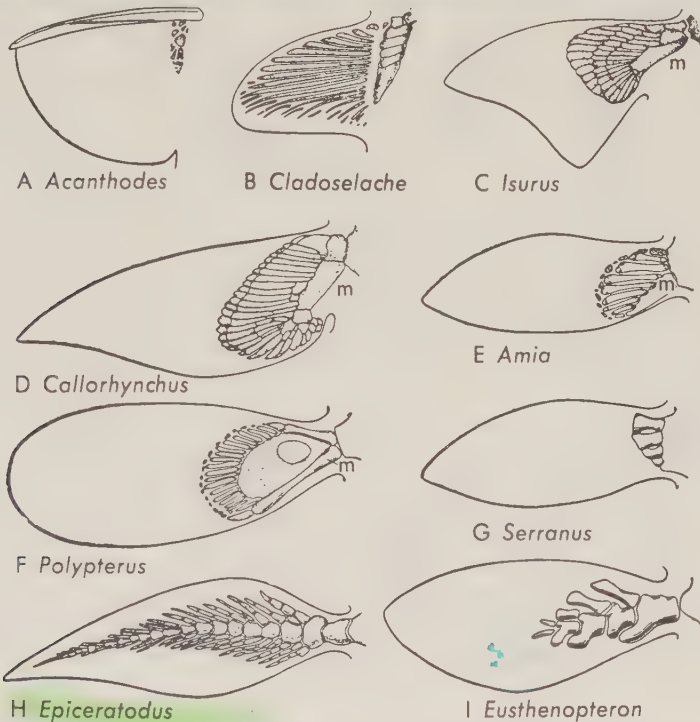 A Acanthodes
B Cladoselache
m
C Isurus
m
D Callorhynchus
m
E Amia
m
F Polypterus
G Serranus
H Epiceratodus
I Eusthenopteron